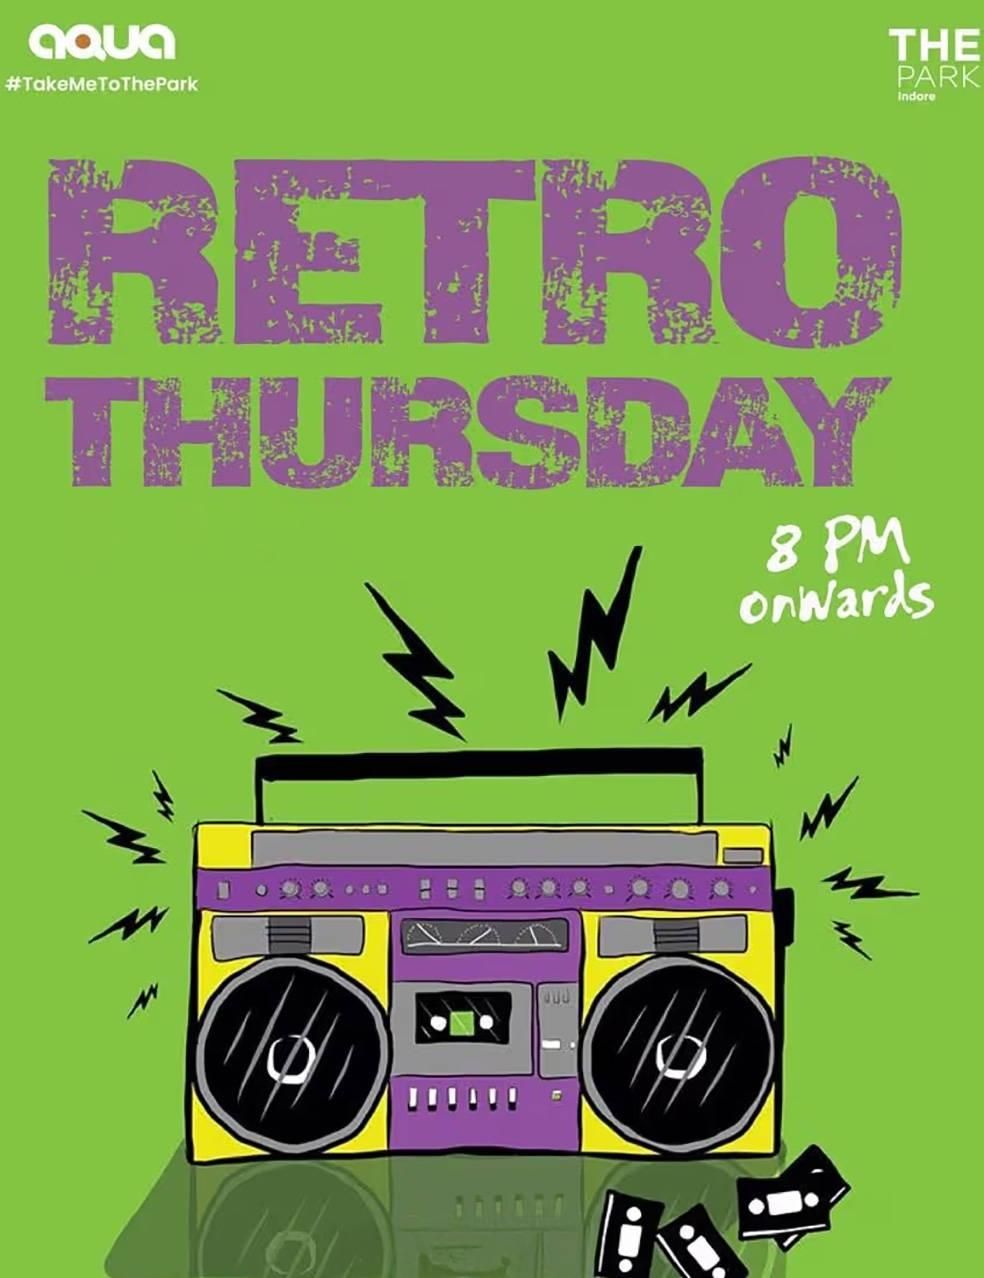 aqua
#TakeMeToThePark
THE
PARK
Indore
RETRO
THURSDAY
8 PM
onwards